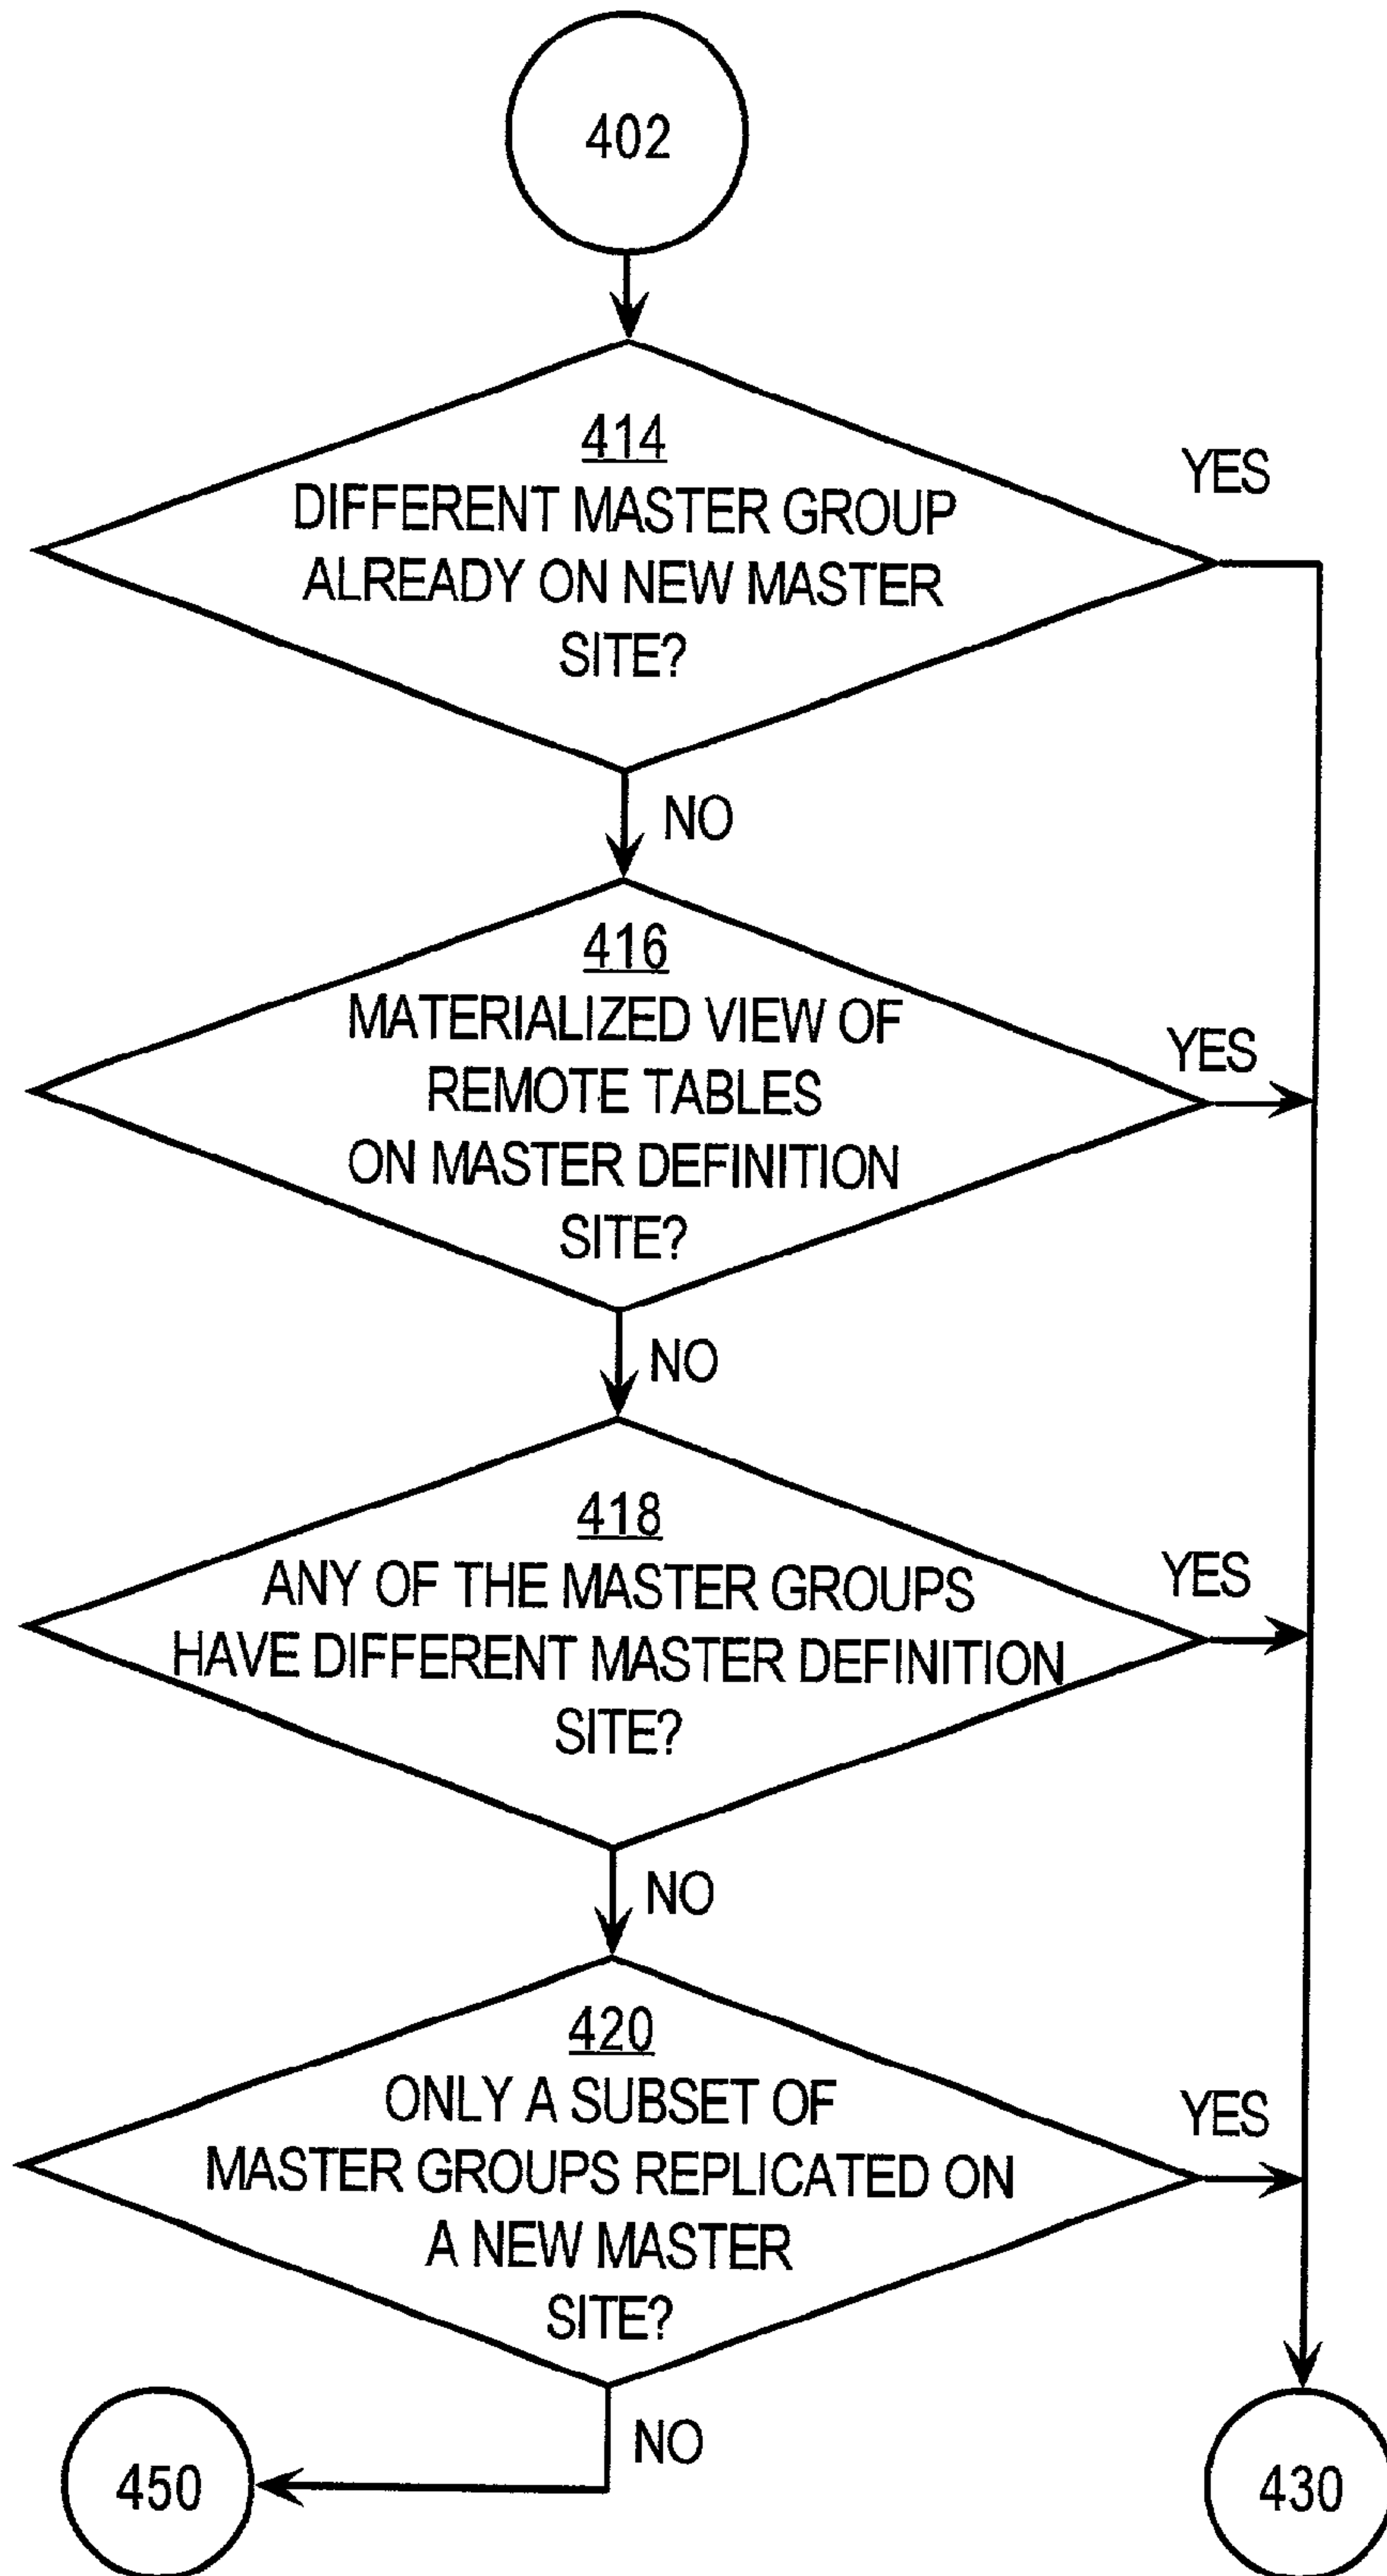 402
414
DIFFERENT MASTER GROUP
ALREADY ON NEW MASTER
SITE?
YES
NO
416
MATERIALIZED VIEW OF
REMOTE TABLES
ON MASTER DEFINITION
SITE?
YES
NO
418
ANY OF THE MASTER GROUPS
HAVE DIFFERENT MASTER DEFINITION
SITE?
YES
NO
420
ONLY A SUBSET OF
MASTER GROUPS REPLICATED ON
A NEW MASTER
SITE?
YES
NO
450
430